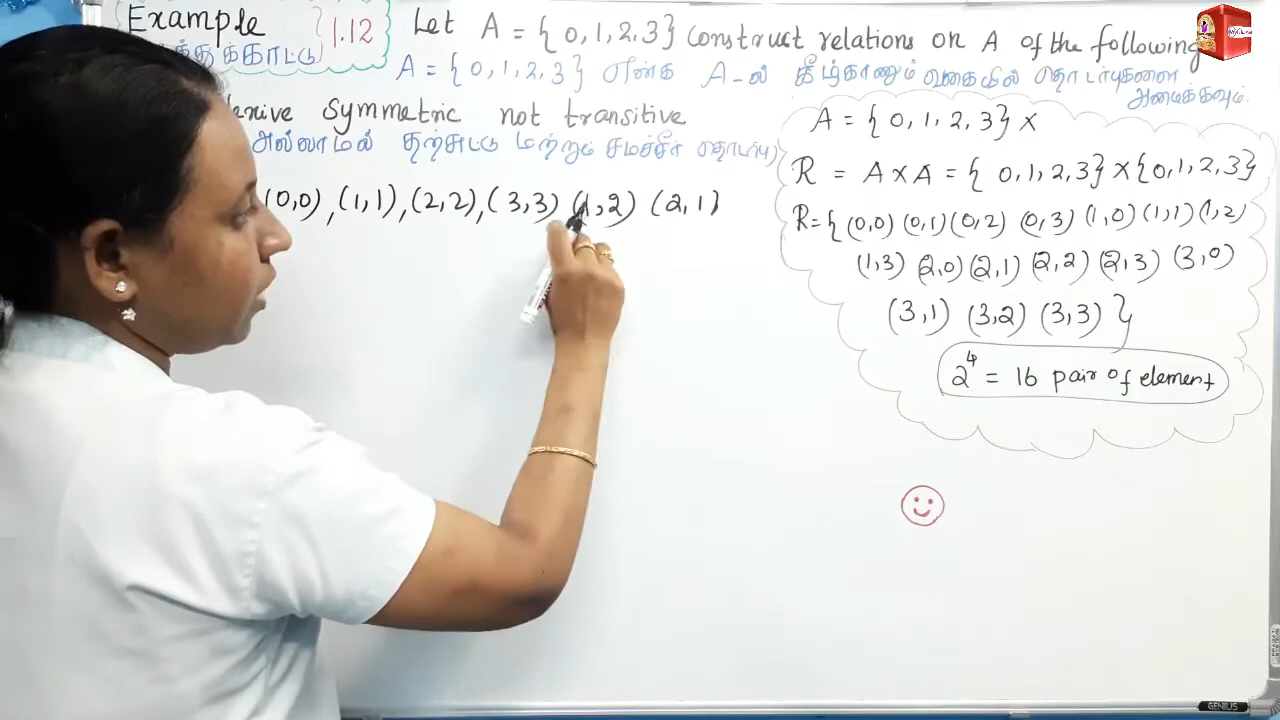 Example 1.12 Let A = { 0,1,2,3} construct relations on A of the following
A = { 0,1,2,3 } என்க A-ல் கீழ்காணும் வகையில் தொடர்புகளை
அமைக்கவும்.
Symmetric not transitive
அல்லாமல் தற்சுட்டு மற்றும் சமச்சீர் தொடர்பு)
(0,0), (1,1), (2,2), (3,3) (1,2) (2,1)
A = { 0,1,2,3} ×
R = A×A = { 0,1,2,3}×{0,1,2,3}
R={ (0,0) (0,1) (0,2) (0,3) (1,0) (1,1) (1,2)
(1,3) (2,0) (2,1) (2,2) (2,3) (3,0)
(3,1) (3,2) (3,3) }
2⁴ = 16 pair of element
GENIUS